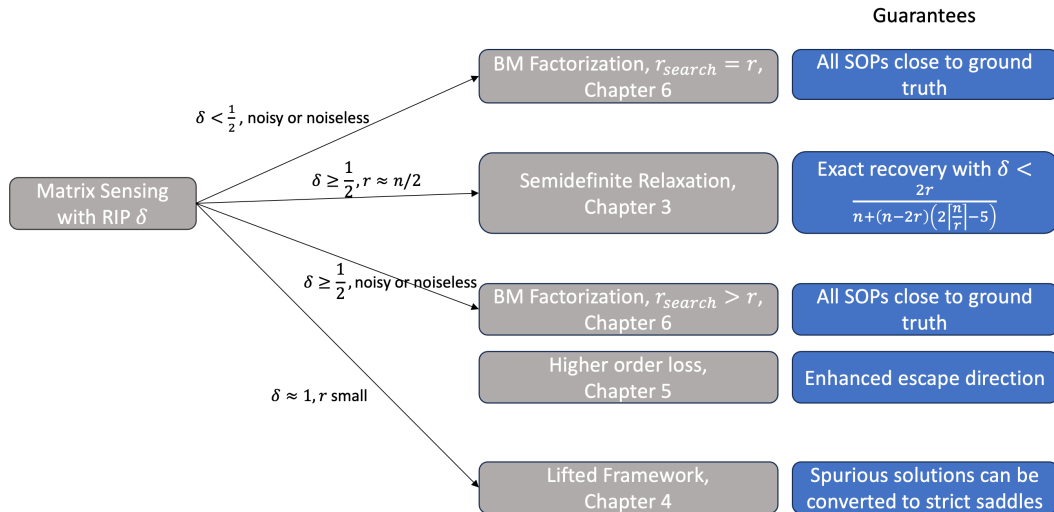 Guarantees
BM Factorization, r_search = r,
Chapter 6
All SOPs close to ground
truth
δ < 1/2, noisy or noiseless
Matrix Sensing
with RIP δ
δ ≥ 1/2, r ≈ n/2
Semidefinite Relaxation,
Chapter 3
Exact recovery with δ <
2r
n+(n−2r)(2⌈n/r⌉−5)
δ ≥ 1/2, noisy or noiseless
BM Factorization, r_search > r,
Chapter 6
All SOPs close to ground
truth
Higher order loss,
Chapter 5
Enhanced escape direction
δ ≈ 1, r small
Lifted Framework,
Chapter 4
Spurious solutions can be
converted to strict saddles